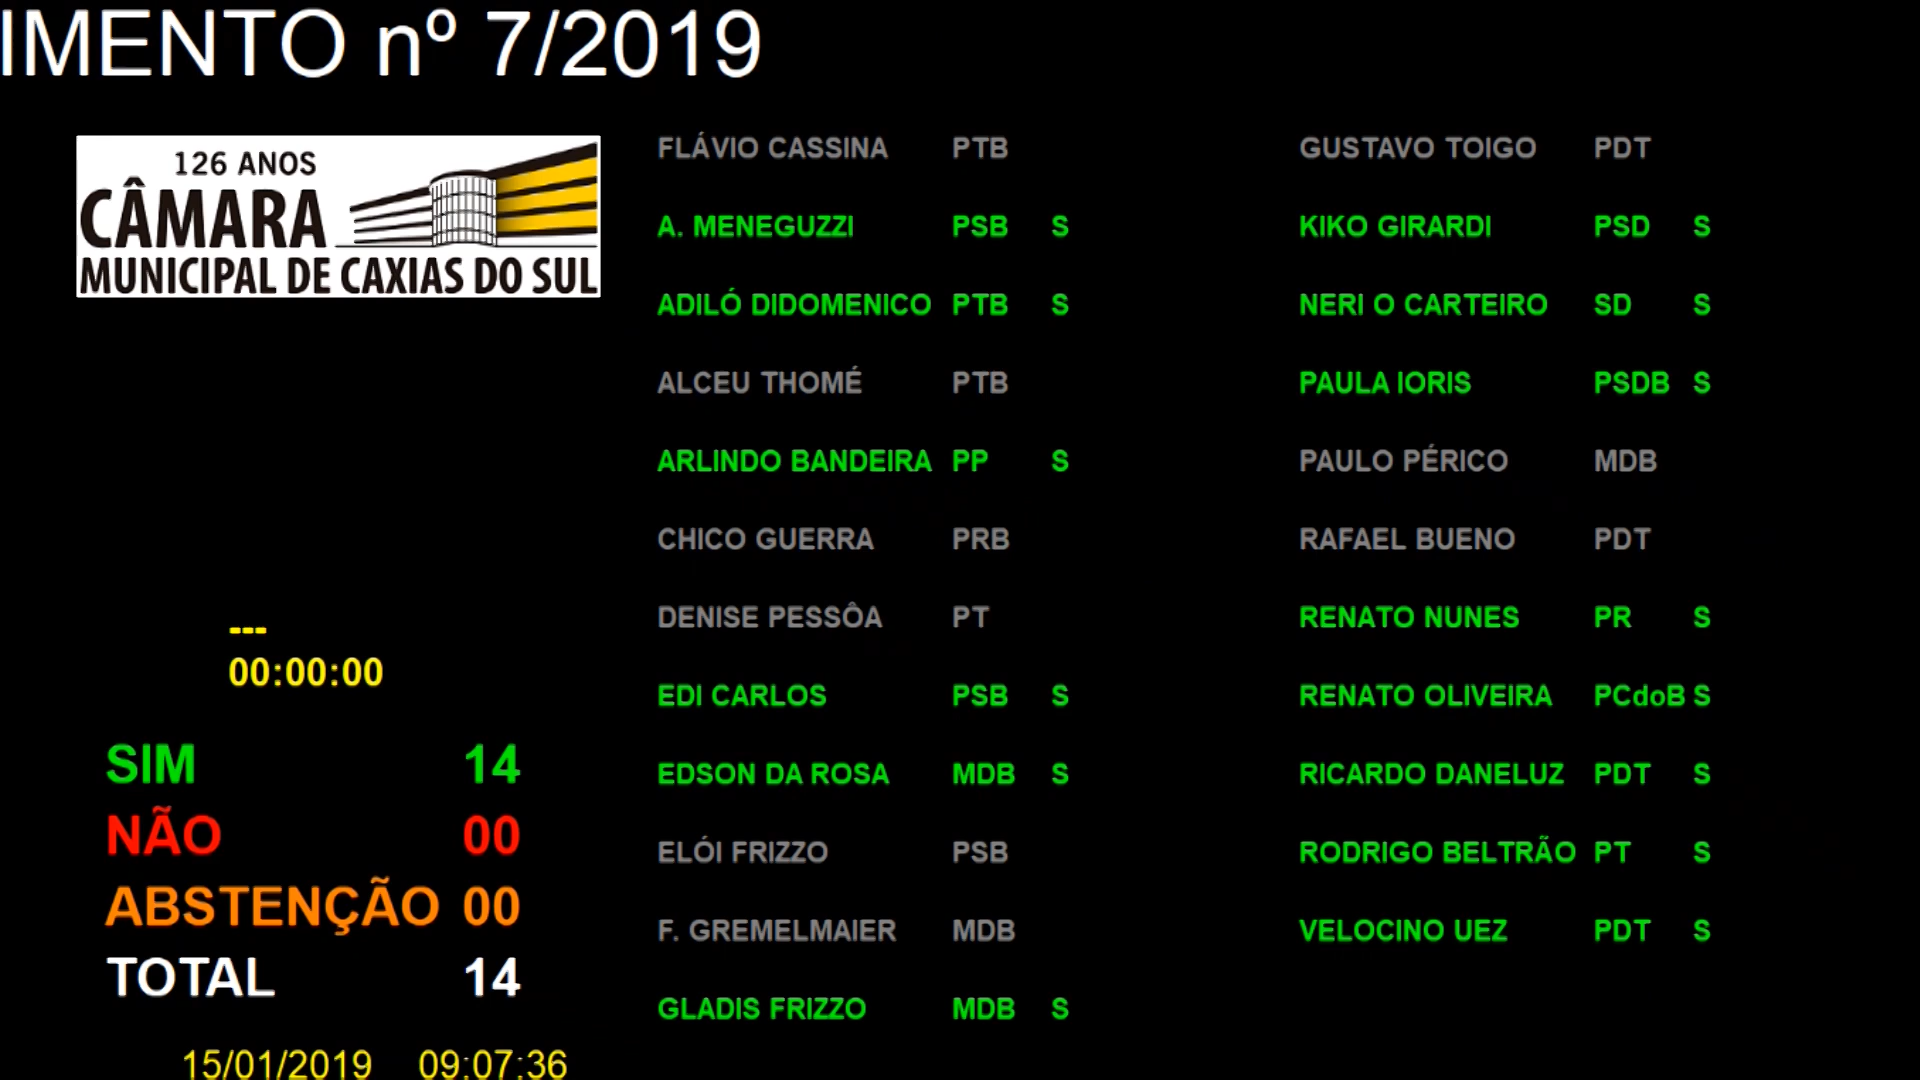 IMENTO nº 7/2019
126 ANOS
CÂMARA
MUNICIPAL DE CAXIAS DO SUL
---
00:00:00
SIM 14
NÃO 00
ABSTENÇÃO 00
TOTAL 14
15/01/2019 09:07:36
FLÁVIO CASSINA PTB
A. MENEGUZZI PSB S
ADILÓ DIDOMENICO PTB S
ALCEU THOMÉ PTB
ARLINDO BANDEIRA PP S
CHICO GUERRA PRB
DENISE PESSÔA PT
EDI CARLOS PSB S
EDSON DA ROSA MDB S
ELÓI FRIZZO PSB
F. GREMELMAIER MDB
GLADIS FRIZZO MDB S
GUSTAVO TOIGO PDT
KIKO GIRARDI PSD S
NERI O CARTEIRO SD S
PAULA IORIS PSDB S
PAULO PÉRICO MDB
RAFAEL BUENO PDT
RENATO NUNES PR S
RENATO OLIVEIRA PCdoB S
RICARDO DANELUZ PDT S
RODRIGO BELTRÃO PT S
VELOCINO UEZ PDT S